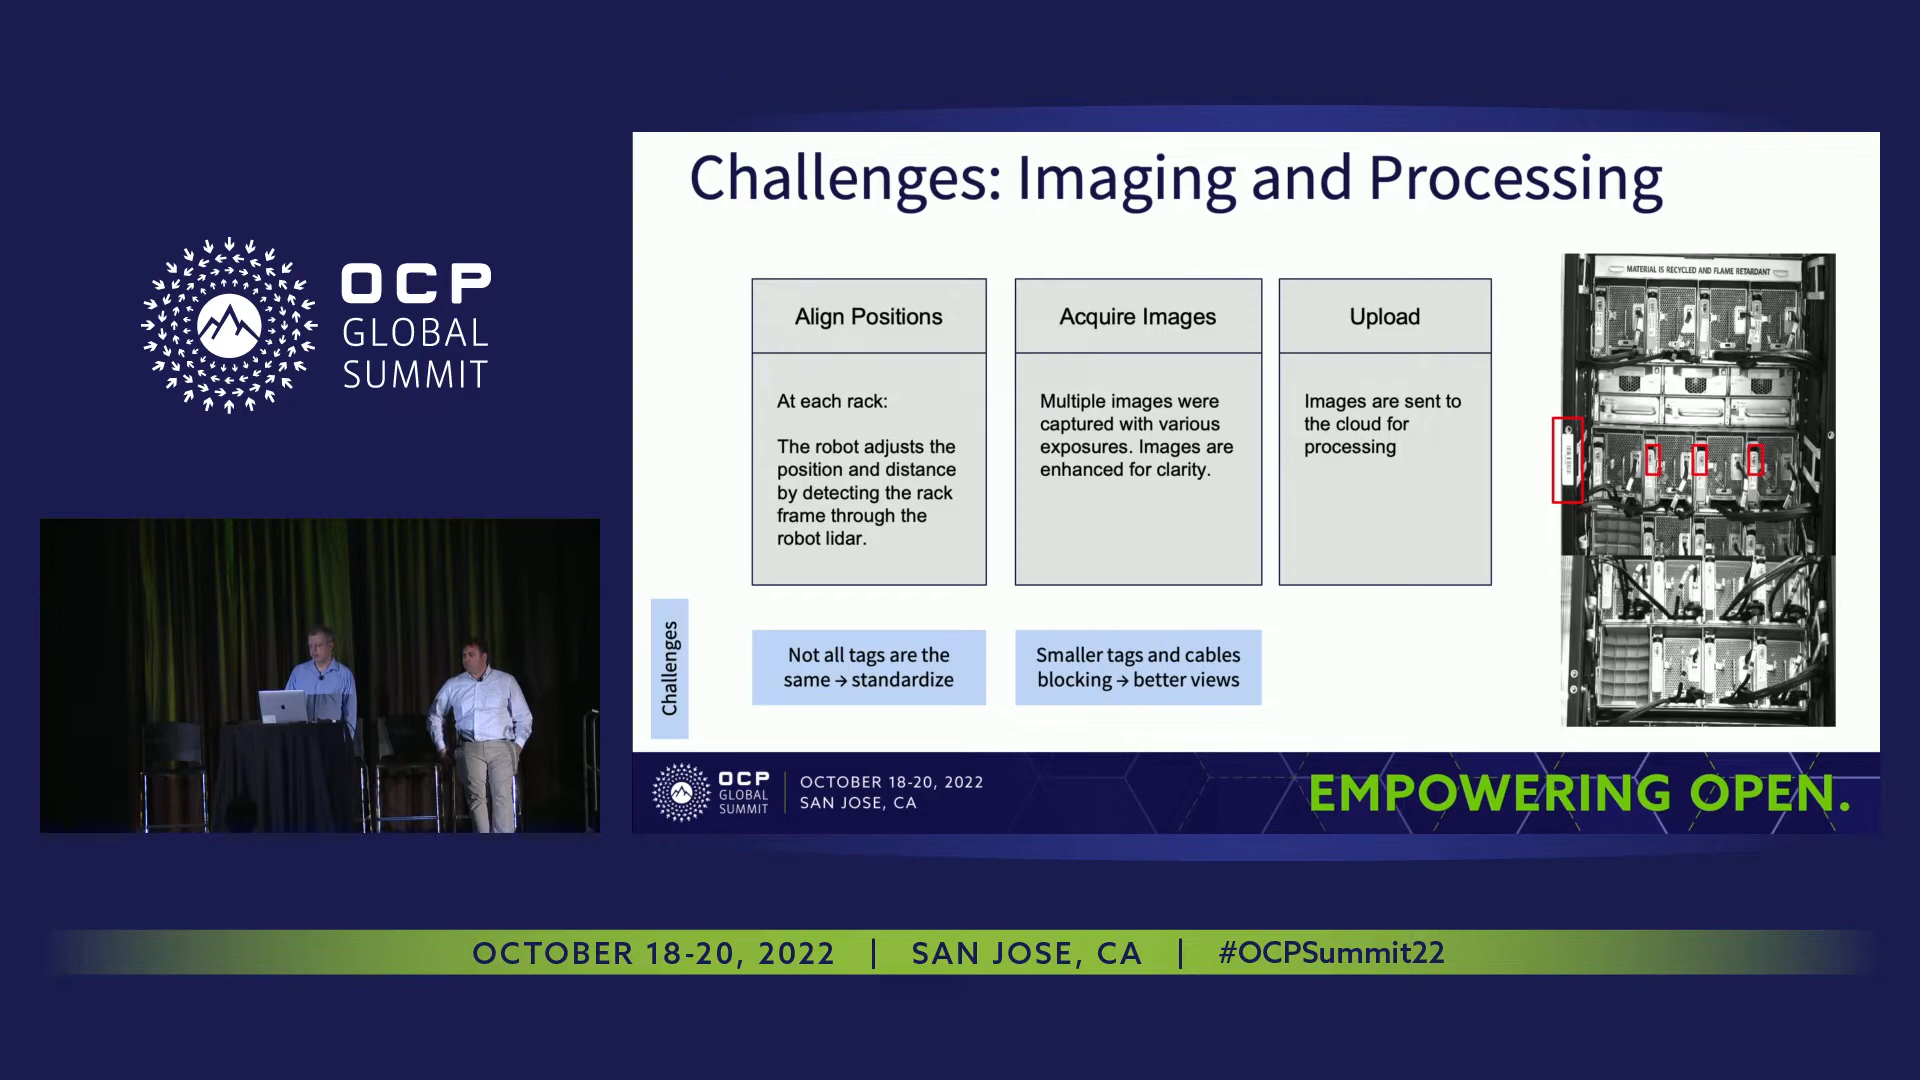 OCP
GLOBAL
SUMMIT
Challenges: Imaging and Processing
Align Positions
At each rack:
The robot adjusts the
position and distance
by detecting the rack
frame through the
robot lidar.
Acquire Images
Multiple images were
captured with various
exposures. Images are
enhanced for clarity.
Upload
Images are sent to
the cloud for
processing
MATERIAL IS RECYCLED AND FLAME RETARDANT
Challenges
Not all tags are the
same → standardize
Smaller tags and cables
blocking → better views
OCP
GLOBAL
SUMMIT
OCTOBER 18-20, 2022
SAN JOSE, CA
EMPOWERING OPEN.
OCTOBER 18-20, 2022 | SAN JOSE, CA | #OCPSummit22